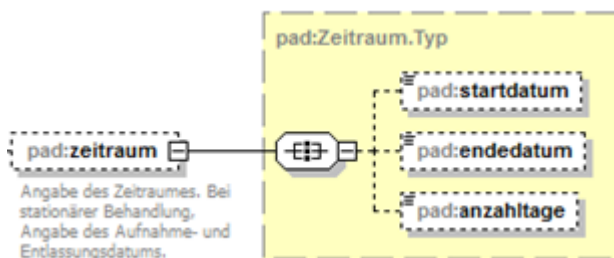 pad:Zeitraum.Typ
pad:startdatum
pad:zeitraum
pad:endedatum
pad:anzahltage
Angabe des Zeitraumes. Bei
stationärer Behandlung,
Angabe des Aufnahme- und
Entlassungsdatums.